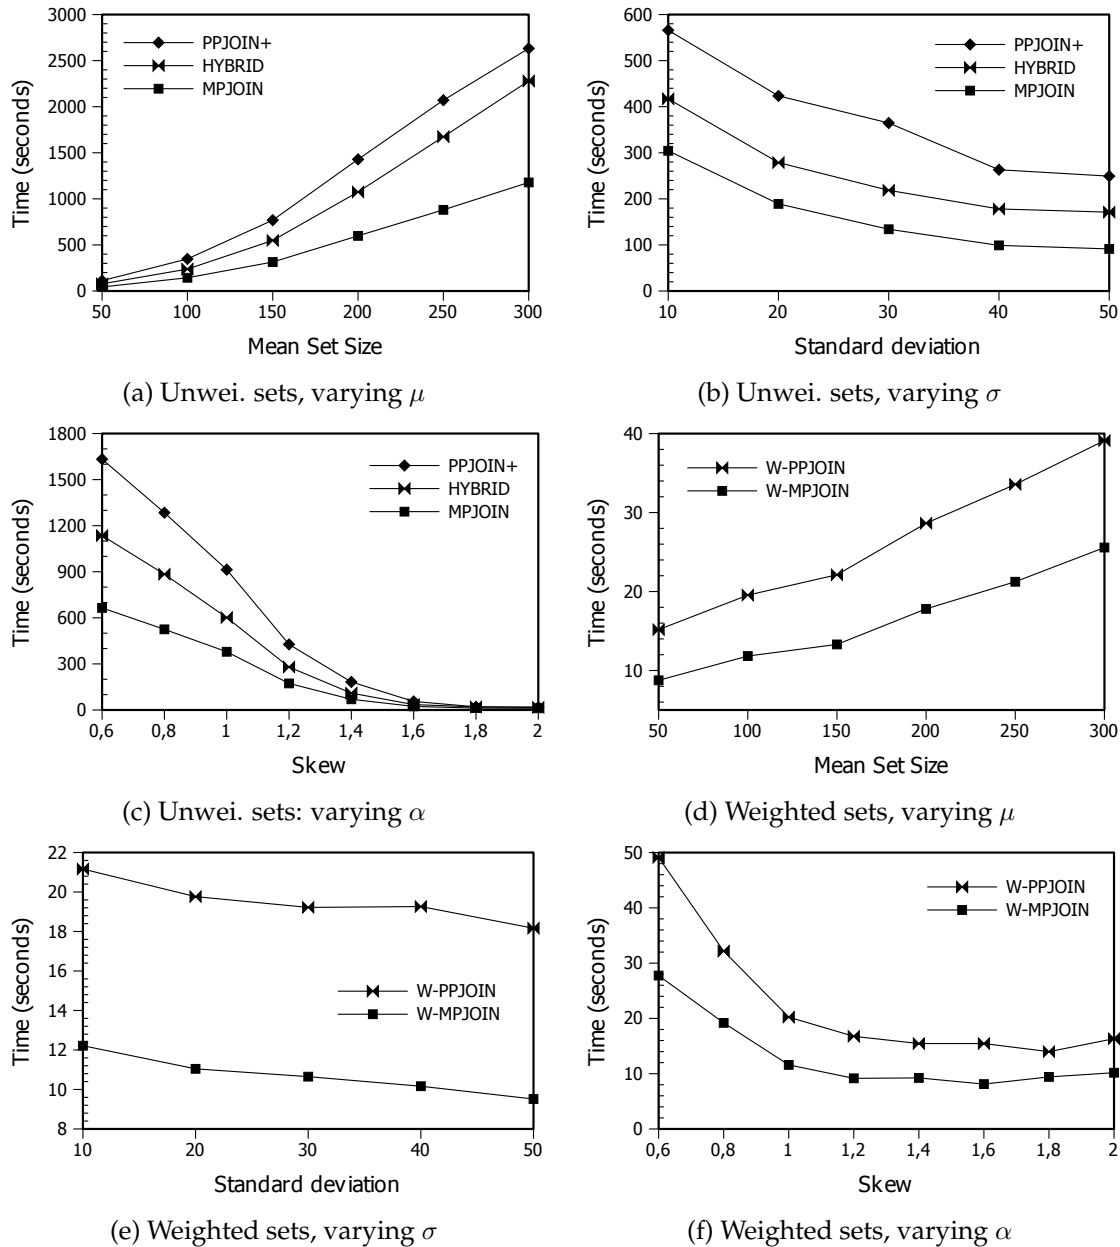 3000
2500
2000
1500
1000
500
0
Time (seconds)
PPJOIN+
HYBRID
MPJOIN
50 100 150 200 250 300
Mean Set Size
(a) Unwei. sets, varying μ
600
500
400
300
200
100
0
Time (seconds)
PPJOIN+
HYBRID
MPJOIN
10 20 30 40 50
Standard deviation
(b) Unwei. sets, varying σ
1800
1500
1200
900
600
300
0
Time (seconds)
PPJOIN+
HYBRID
MPJOIN
0,6 0,8 1 1,2 1,4 1,6 1,8 2
Skew
(c) Unwei. sets: varying α
40
30
20
10
Time (seconds)
W-PPJOIN
W-MPJOIN
50 100 150 200 250 300
Mean Set Size
(d) Weighted sets, varying μ
22
20
18
16
14
12
10
8
Time (seconds)
W-PPJOIN
W-MPJOIN
10 20 30 40 50
Standard deviation
(e) Weighted sets, varying σ
50
40
30
20
10
0
Time (seconds)
W-PPJOIN
W-MPJOIN
0,6 0,8 1 1,2 1,4 1,6 1,8 2
Skew
(f) Weighted sets, varying α